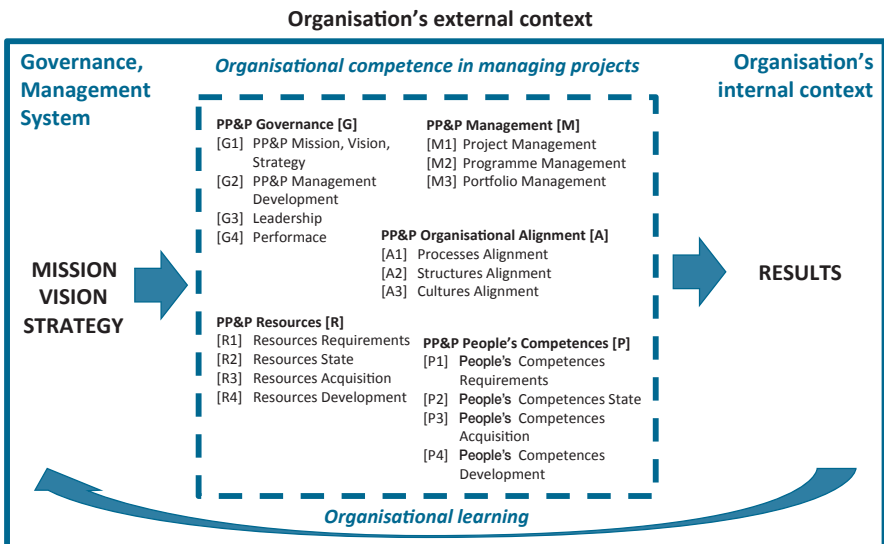 Organisation's external context
Governance,
Management
System
Organisational competence in managing projects
Organisation's
internal context
PP&P Governance [G]
[G1] PP&P Mission, Vision,
Strategy
[G2] PP&P Management
Development
[G3] Leadership
[G4] Performace
PP&P Management [M]
[M1] Project Management
[M2] Programme Management
[M3] Portfolio Management
PP&P Organisational Alignment [A]
[A1] Processes Alignment
[A2] Structures Alignment
[A3] Cultures Alignment
MISSION
VISION
STRATEGY
RESULTS
PP&P Resources [R]
[R1] Resources Requirements
[R2] Resources State
[R3] Resources Acquisition
[R4] Resources Development
PP&P People's Competences [P]
[P1] People's Competences
Requirements
[P2] People's Competences State
[P3] People's Competences
Acquisition
[P4] People's Competences
Development
Organisational learning